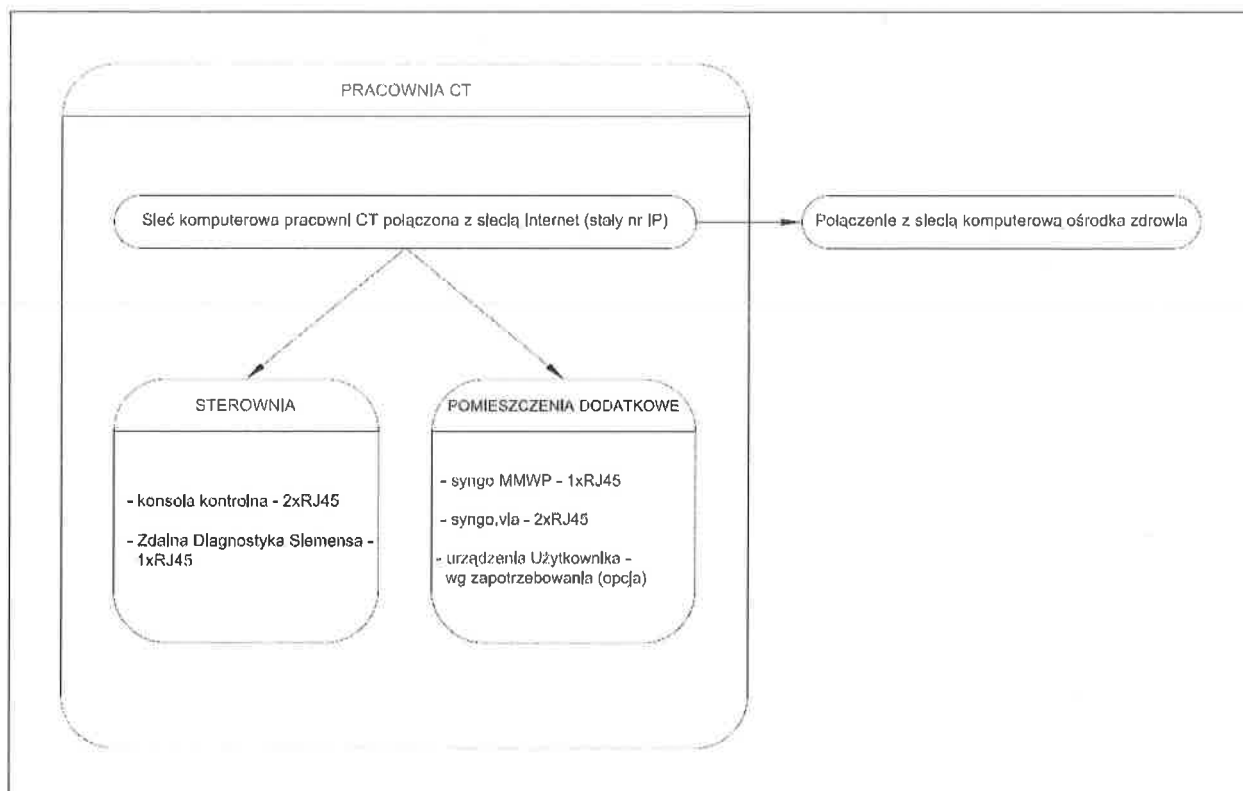 PRACOWNIA CT
Sieć komputerowa pracowni CT połączona z siecią Internet (stały nr IP)
Połączenie z siecią komputerową ośrodka zdrowia
STEROWNIA
- konsola kontrolna - 2xRJ45
- Zdalna Diagnostyka Siemensa -
1xRJ45
POMIESZCZENIA DODATKOWE
- syngo MMWP - 1xRJ45
- syngo.via - 2xRJ45
- urządzenia Użytkownika -
wg zapotrzebowania (opcja)